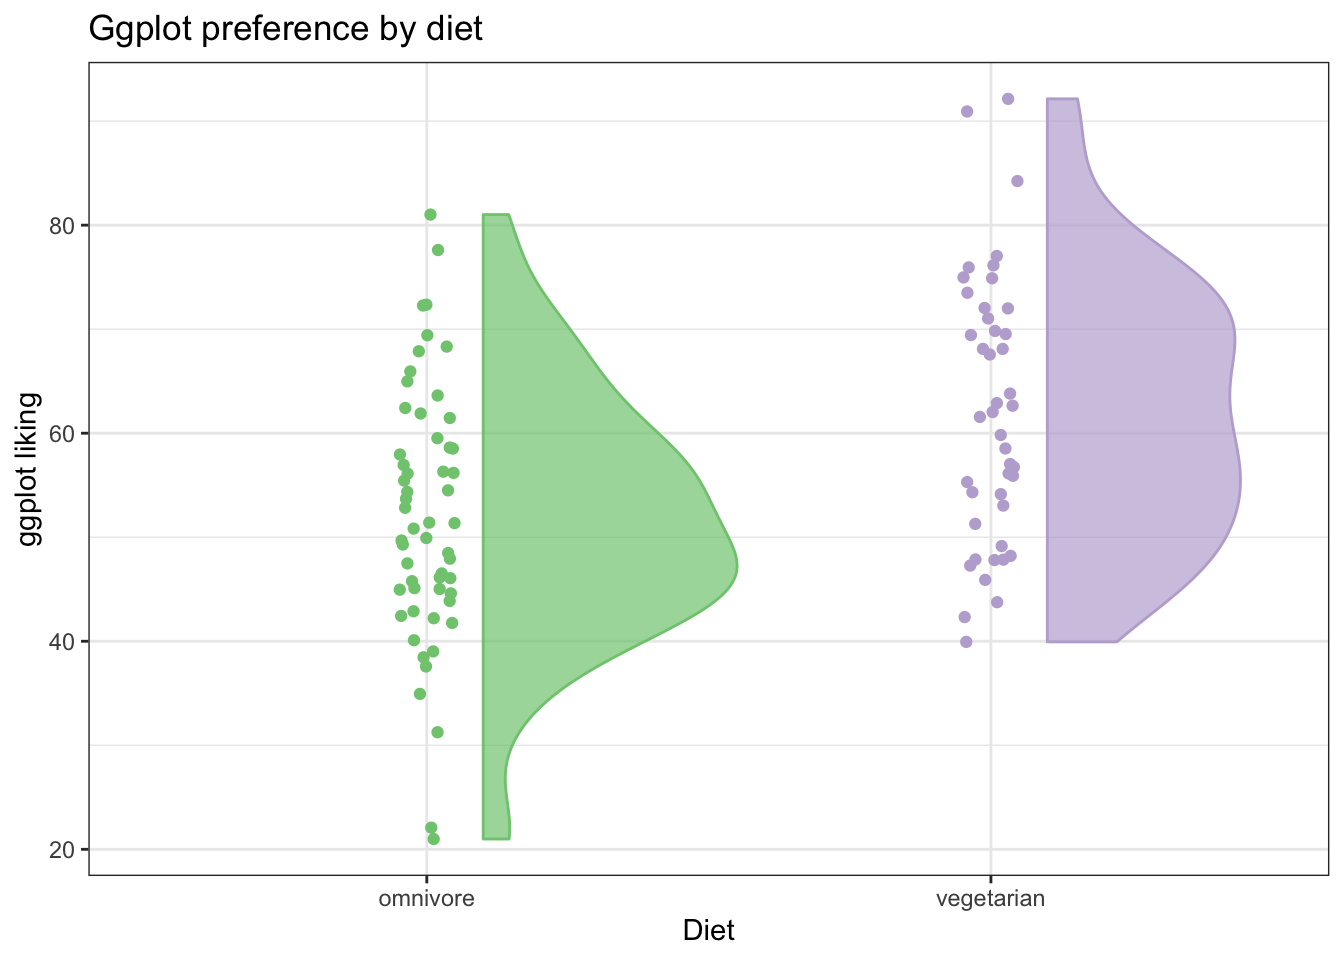 Ggplot preference by diet
ggplot liking
80
60
40
20
omnivore
vegetarian
Diet